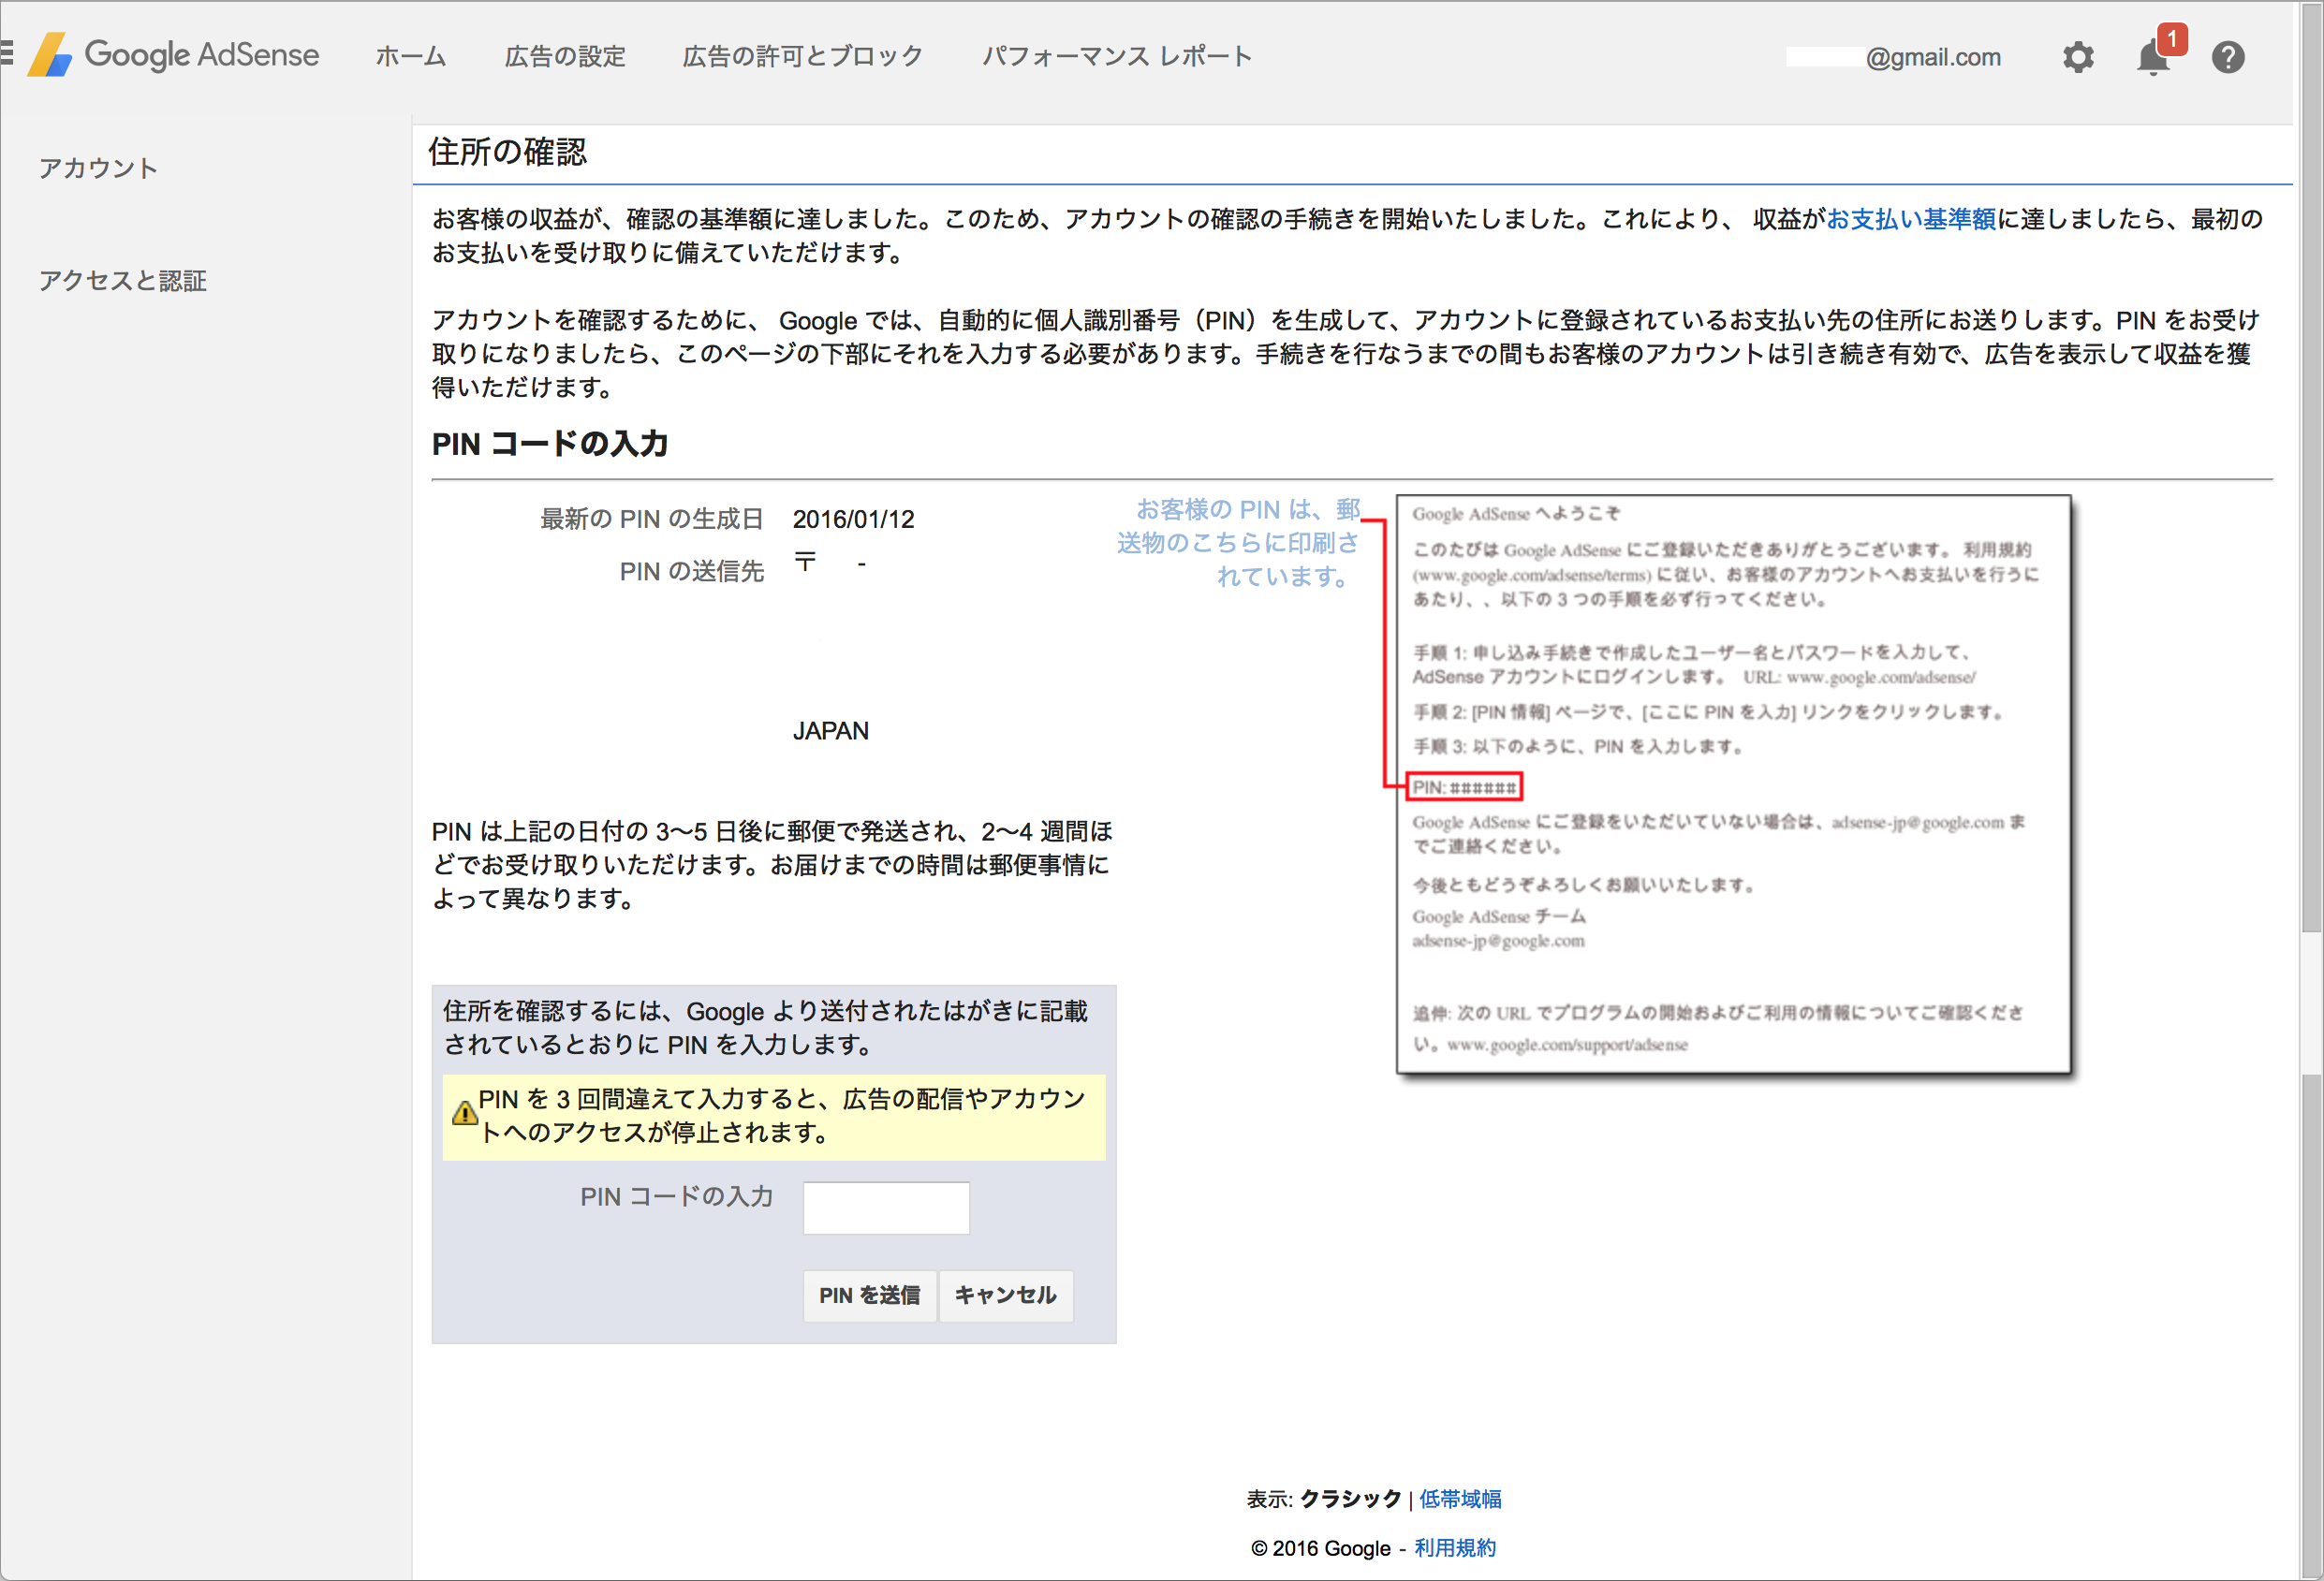 Google AdSense ホーム 広告の設定 広告の許可とブロック パフォーマンス レポート @gmail.com 1
アカウント
アクセスと認証
住所の確認
お客様の収益が、確認の基準額に達しました。このため、アカウントの確認の手続きを開始いたしました。これにより、 収益がお支払い基準額に達しましたら、最初の
お支払いを受け取りに備えていただけます。
アカウントを確認するために、 Google では、自動的に個人識別番号（PIN）を生成して、アカウントに登録されているお支払い先の住所にお送りします。PIN をお受け
取りになりましたら、このページの下部にそれを入力する必要があります。手続きを行なうまでの間もお客様のアカウントは引き続き有効で、広告を表示して収益を獲
得いただけます。
PIN コードの入力
最新の PIN の生成日 2016/01/12
PIN の送信先 〒 -
JAPAN
PIN は上記の日付の 3〜5 日後に郵便で発送され、2〜4 週間ほ
どでお受け取りいただけます。お届けまでの時間は郵便事情に
よって異なります。
お客様の PIN は、郵
送物のこちらに印刷さ
れています。
Google AdSense へようこそ
このたびは Google AdSense にご登録いただきありがとうございます。 利用規約
(www.google.com/adsense/terms) に従い、お客様のアカウントへお支払いを行うに
あたり、、以下の 3 つの手順を必ず行ってください。
手順 1: 申し込み手続きで作成したユーザー名とパスワードを入力して、
AdSense アカウントにログインします。 URL: www.google.com/adsense/
手順 2: [PIN 情報] ページで、[ここに PIN を入力] リンクをクリックします。
手順 3: 以下のように、PIN を入力します。
PIN: ######
Google AdSense にご登録をいただいていない場合は、adsense-jp@google.com ま
でご連絡ください。
今後ともどうぞよろしくお願いいたします。
Google AdSense チーム
adsense-jp@google.com
追伸: 次の URL でプログラムの開始およびご利用の情報についてご確認くださ
い。www.google.com/support/adsense
住所を確認するには、Google より送付されたはがきに記載
されているとおりに PIN を入力します。
PIN を 3 回間違えて入力すると、広告の配信やアカウン
トへのアクセスが停止されます。
PIN コードの入力
PIN を送信 キャンセル
表示: クラシック | 低帯域幅
© 2016 Google - 利用規約